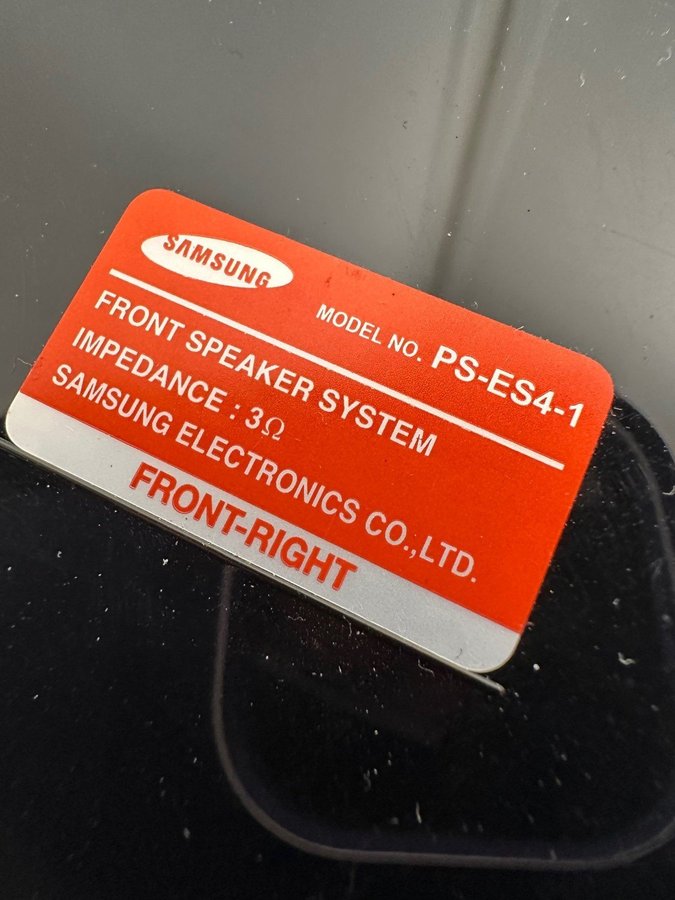 SAMSUNG
MODEL NO. PS-ES4-1
FRONT SPEAKER SYSTEM
IMPEDANCE : 3Ω
SAMSUNG ELECTRONICS CO.,LTD.
FRONT-RIGHT